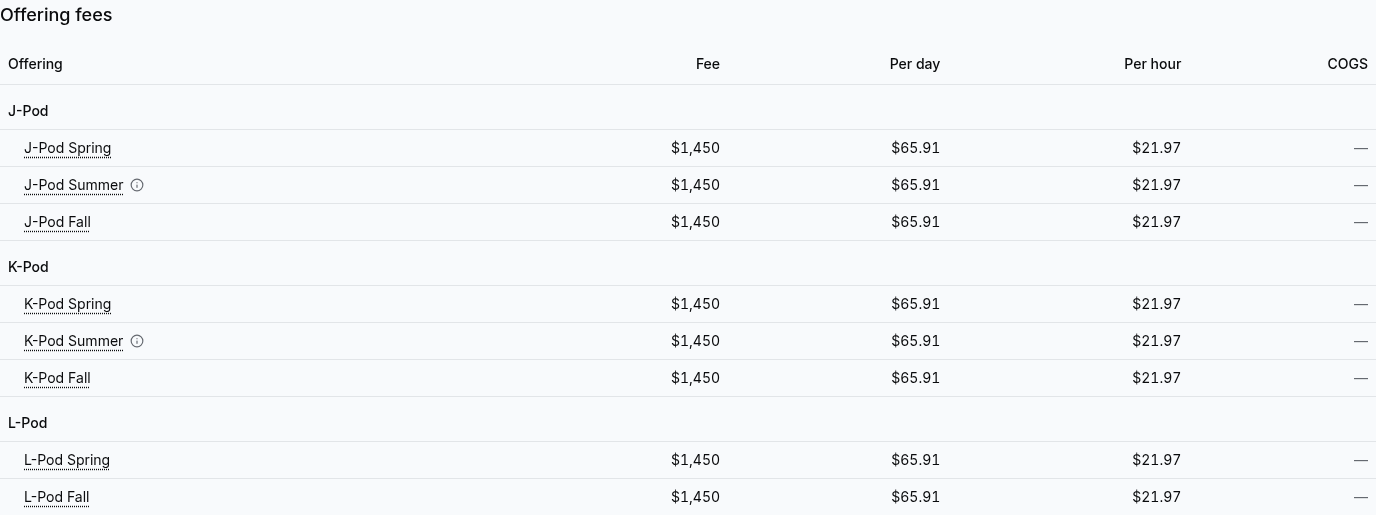 Offering fees
Offering Fee Per day Per hour COGS
J-Pod
J-Pod Spring $1,450 $65.91 $21.97 —
J-Pod Summer $1,450 $65.91 $21.97 —
J-Pod Fall $1,450 $65.91 $21.97 —
K-Pod
K-Pod Spring $1,450 $65.91 $21.97 —
K-Pod Summer $1,450 $65.91 $21.97 —
K-Pod Fall $1,450 $65.91 $21.97 —
L-Pod
L-Pod Spring $1,450 $65.91 $21.97 —
L-Pod Fall $1,450 $65.91 $21.97 —